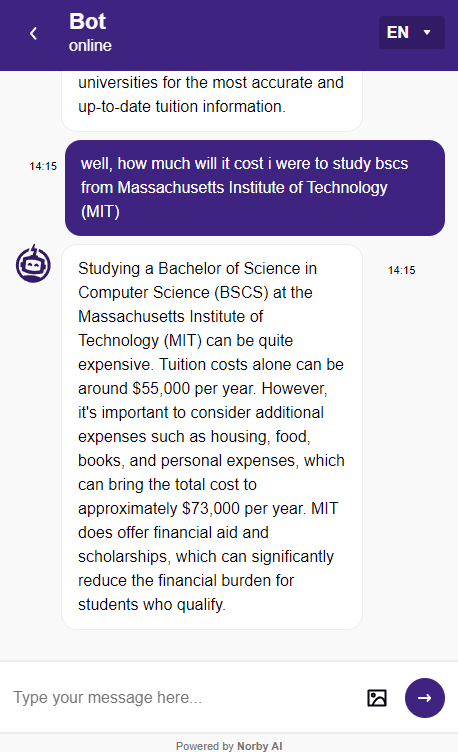 Bot
online
EN
universities for the most accurate and
up-to-date tuition information.
14:15
well, how much will it cost i were to study bscs
from Massachusetts Institute of Technology
(MIT)
Studying a Bachelor of Science in
Computer Science (BSCS) at the
Massachusetts Institute of
Technology (MIT) can be quite
expensive. Tuition costs alone can be
around $55,000 per year. However,
it's important to consider additional
expenses such as housing, food,
books, and personal expenses, which
can bring the total cost to
approximately $73,000 per year. MIT
does offer financial aid and
scholarships, which can significantly
reduce the financial burden for
students who qualify.
14:15
Type your message here...
Powered by Norby AI